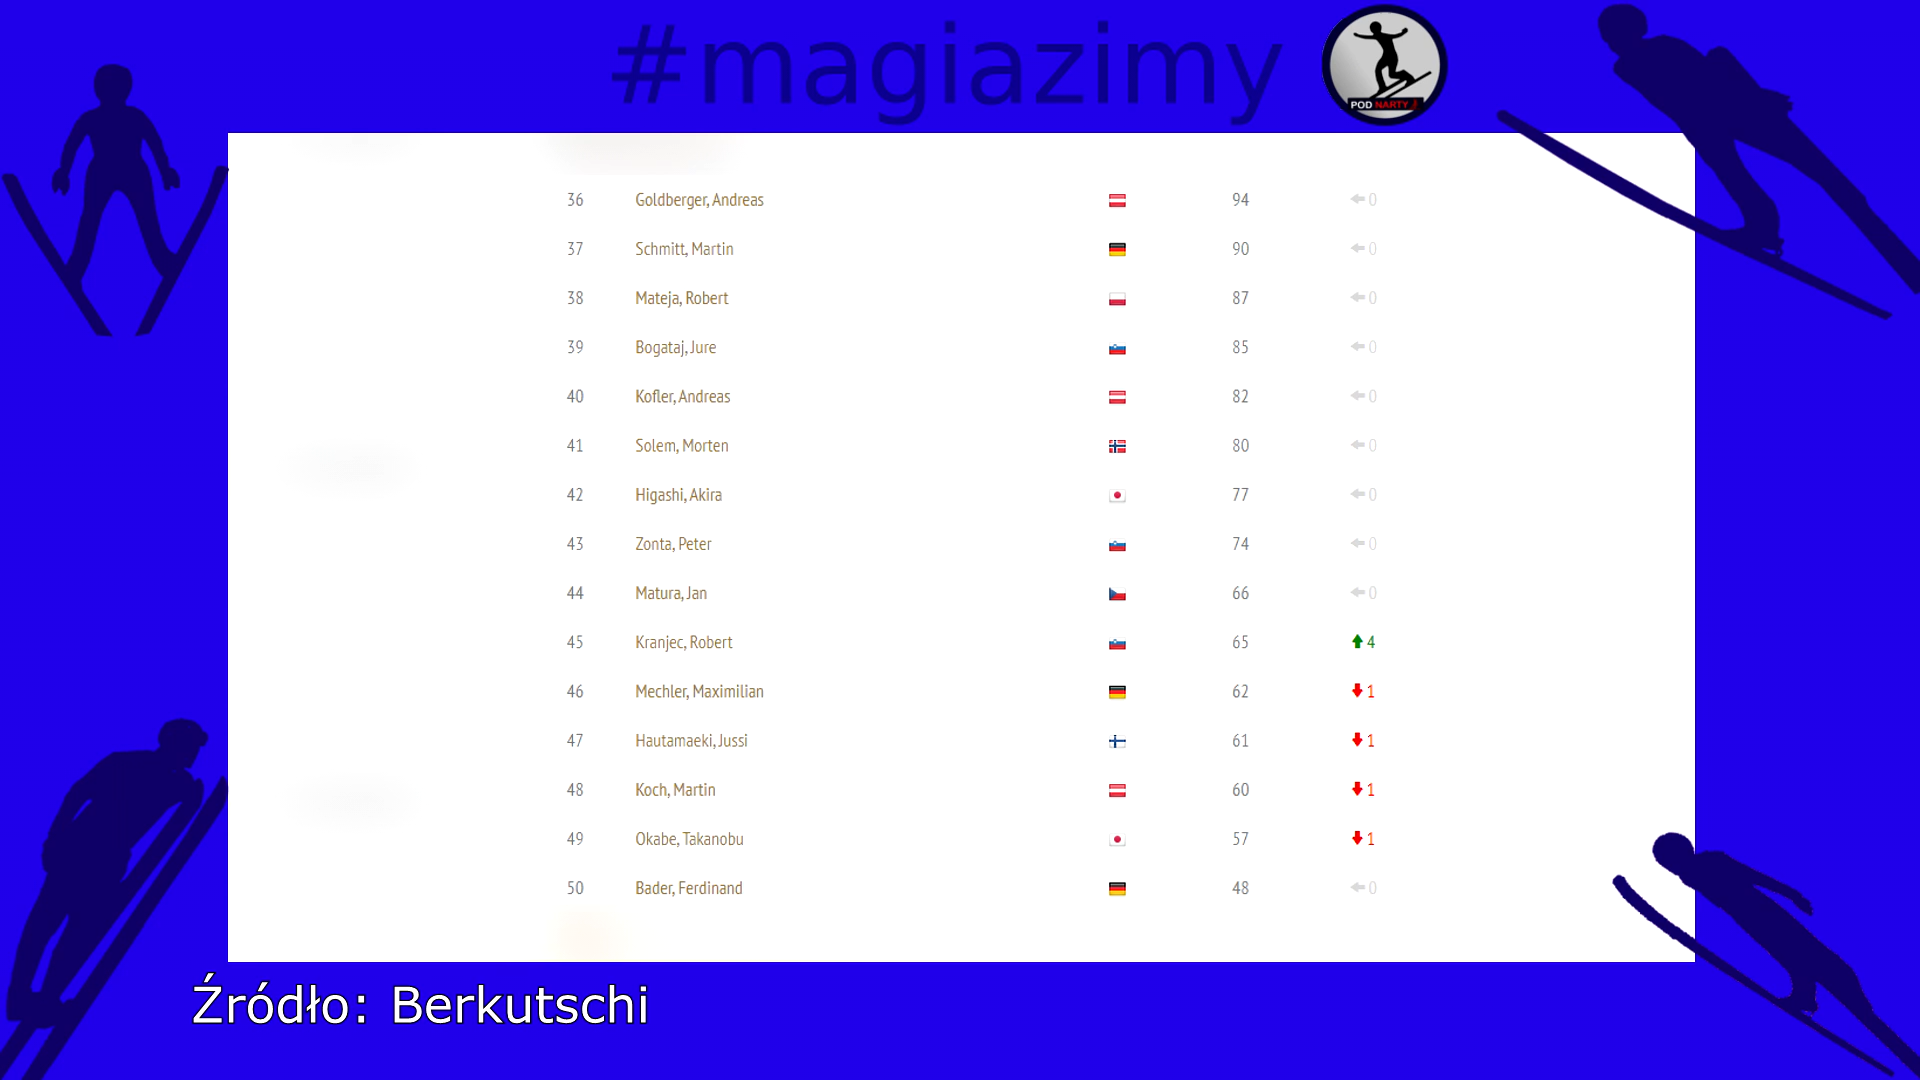 #magiazimy
POD NARTY
36 Goldberger, Andreas 94 0
37 Schmitt, Martin 90 0
38 Mateja, Robert 87 0
39 Bogataj, Jure 85 0
40 Kofler, Andreas 82 0
41 Solem, Morten 80 0
42 Higashi, Akira 77 0
43 Zonta, Peter 74 0
44 Matura, Jan 66 0
45 Kranjec, Robert 65 4
46 Mechler, Maximilian 62 1
47 Hautamaeki, Jussi 61 1
48 Koch, Martin 60 1
49 Okabe, Takanobu 57 1
50 Bader, Ferdinand 48 0
Źródło: Berkutschi